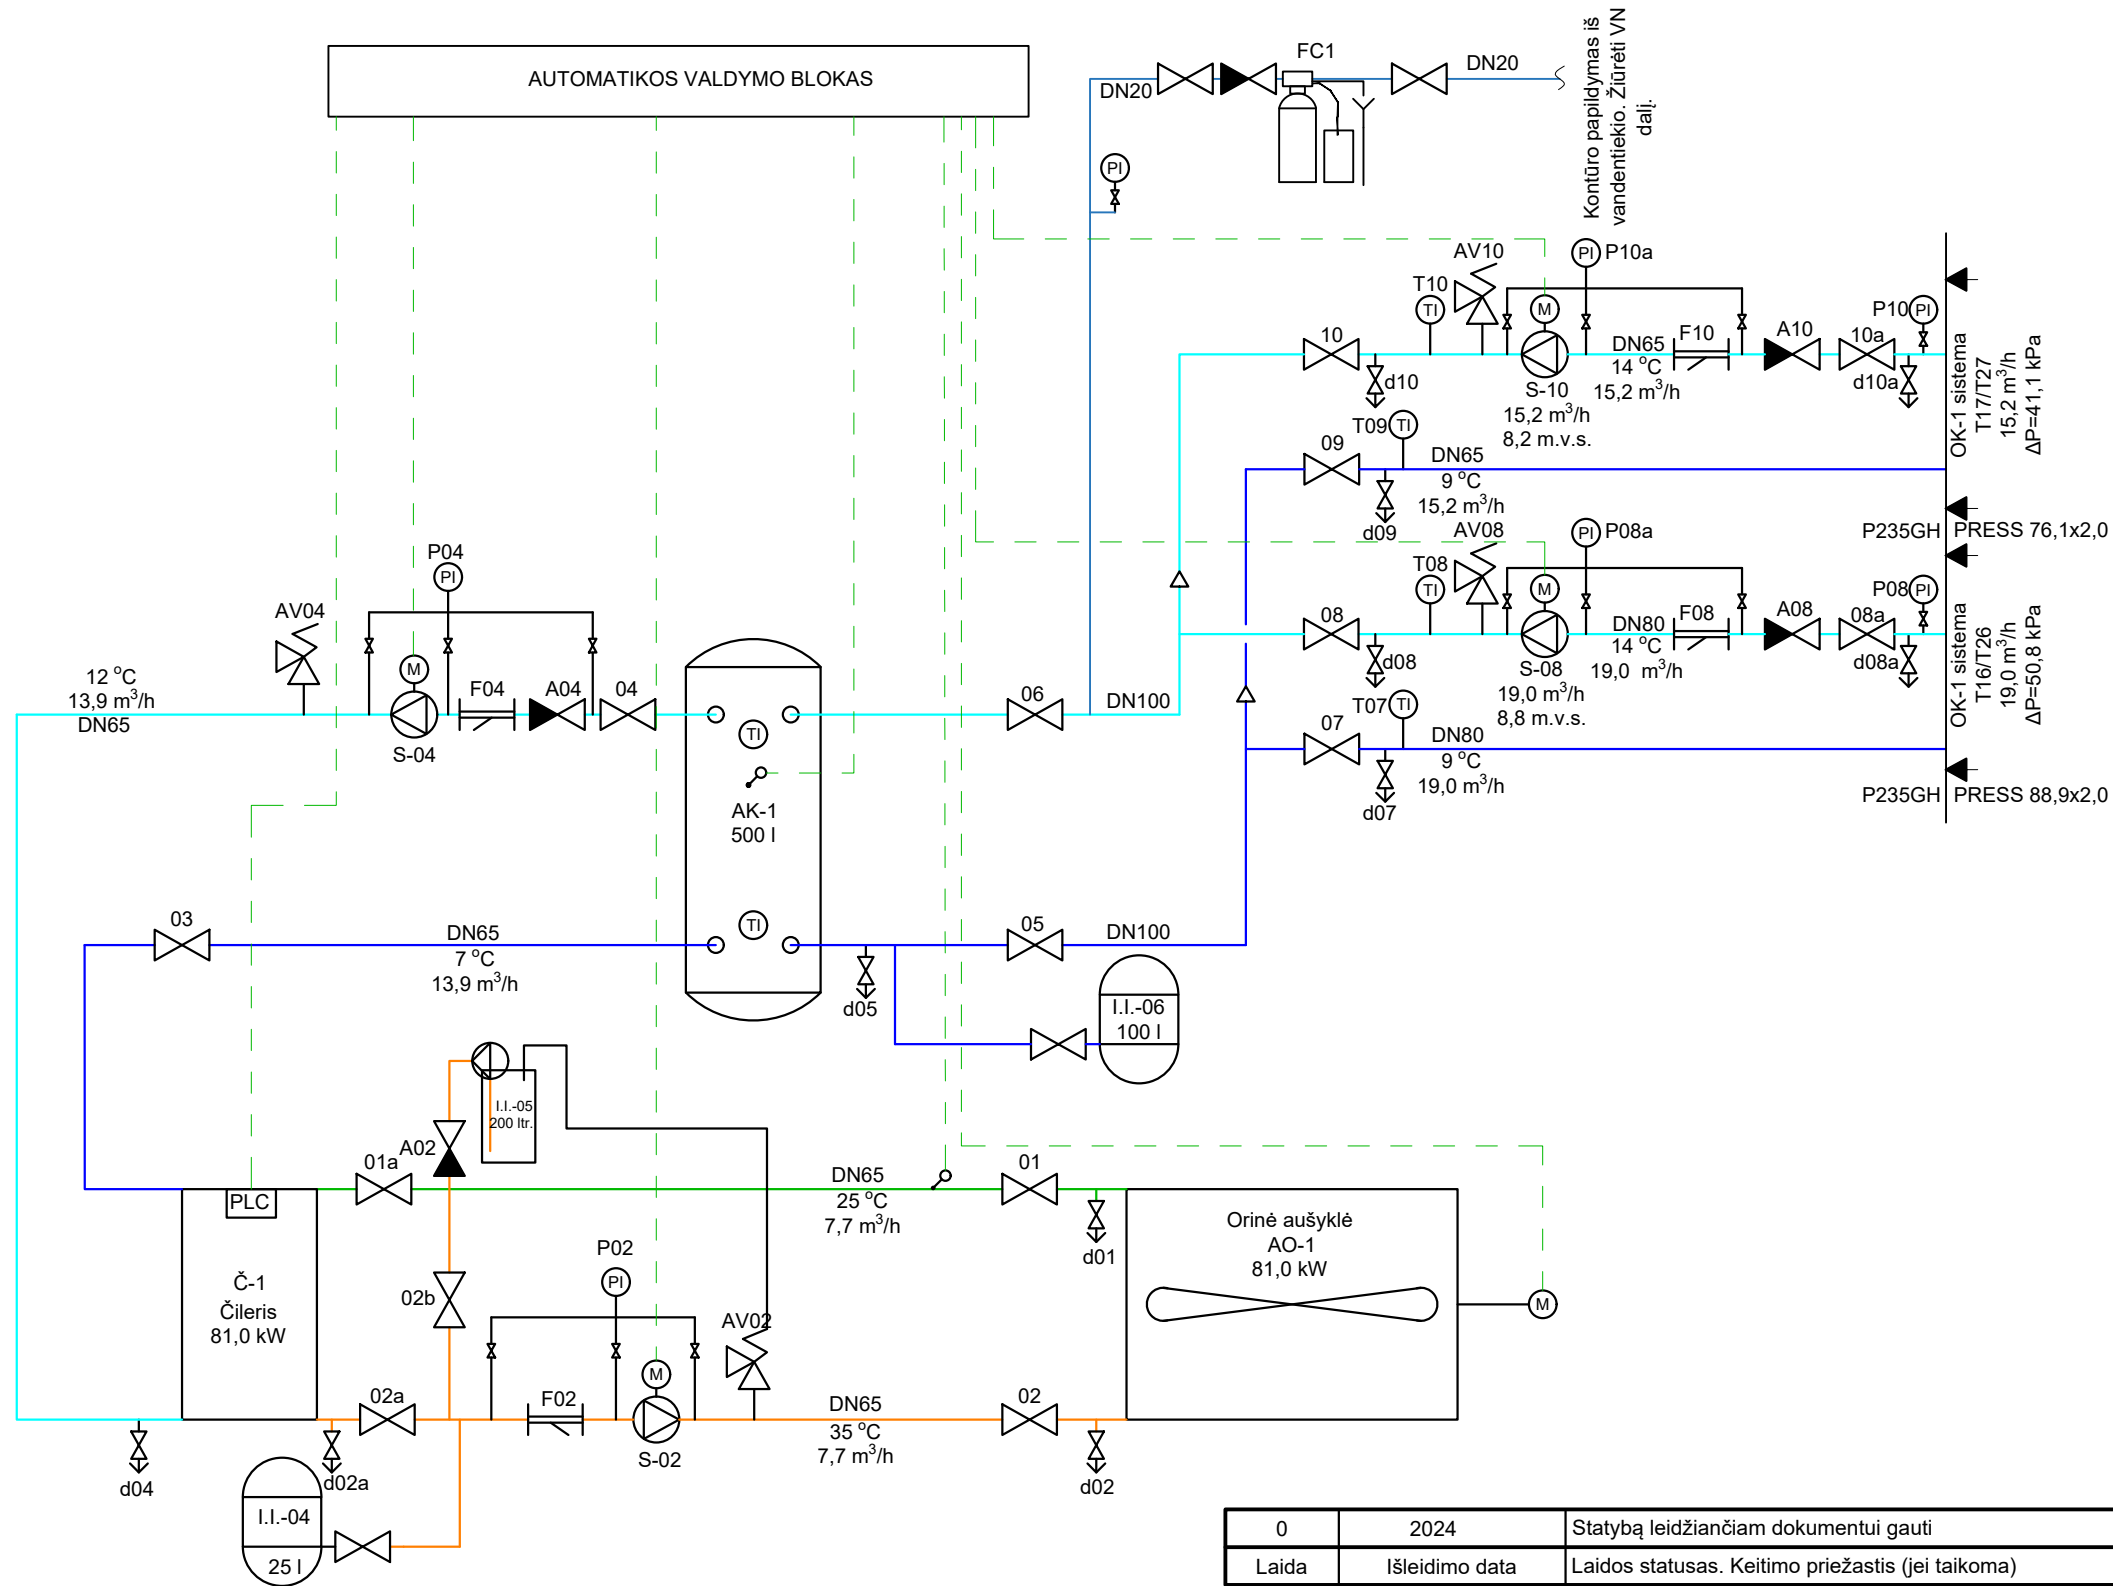 AUTOMATIKOS VALDYMO BLOKAS
FC1
DN20
DN20
Kontūro papildymas iš
vandentiekio. Žiūrėti VN
dalį.
PI
AV10
PI
P10a
T10
TI
M
P10
PI
10
DN65
F10
A10
10a
14 °C
15,2 m³/h
d10
S-10
15,2 m³/h
8,2 m.v.s.
d10a
OK-1 sistema
T17/T27
15,2 m³/h
ΔP=41,1 kPa
T09
TI
09
DN65
9 °C
15,2 m³/h
d09
P235GH
PRESS 76,1x2,0
AV08
PI
P08a
T08
TI
M
P08
PI
08
DN80
F08
A08
08a
14 °C
19,0 m³/h
d08
S-08
19,0 m³/h
8,8 m.v.s.
d08a
OK-1 sistema
T16/T26
19,0 m³/h
ΔP=50,8 kPa
T07
TI
07
DN80
9 °C
19,0 m³/h
d07
P235GH
PRESS 88,9x2,0
P04
PI
AV04
M
12 °C
13,9 m³/h
DN65
F04
A04
04
S-04
TI
AK-1
500 l
TI
06
DN100
03
DN65
7 °C
13,9 m³/h
05
DN100
d05
I.I.-06
100 l
I.I.-05
200 ltr.
A02
01a
PLC
DN65
25 °C
7,7 m³/h
01
d01
Orinė aušyklė
AO-1
81,0 kW
M
Č-1
Čileris
81,0 kW
02b
P02
PI
AV02
M
02a
F02
S-02
DN65
35 °C
7,7 m³/h
02
d02
d04
d02a
I.I.-04
25 l
0
2024
Statybą leidžiančiam dokumentui gauti
Laida
Išleidimo data
Laidos statusas. Keitimo priežastis (jei taikoma)